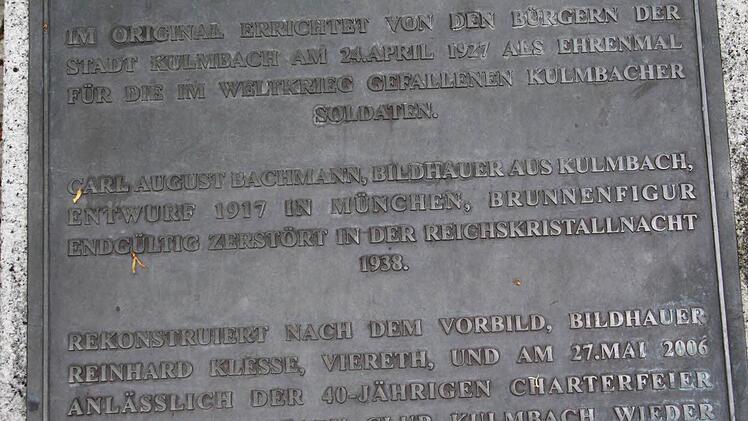 IM ORIGINAL ERRICHTET VON DEN BÜRGERN DER
STADT KULMBACH AM 24.APRIL 1927 ALS EHRENMAL
FÜR DIE IM WELTKRIEG GEFALLENEN KULMBACHER
SOLDATEN.
CARL AUGUST BACHMANN, BILDHAUER AUS KULMBACH,
ENTWURF 1917 IN MÜNCHEN, BRUNNENFIGUR
ENDGÜLTIG ZERSTÖRT IN DER REICHSKRISTALLNACHT
1938.
REKONSTRUIERT NACH DEM VORBILD, BILDHAUER
REINHARD KLESSE, VIERETH, UND AM 27.MAI 2006
ANLÄSSLICH DER 40-JÄHRIGEN CHARTERFEIER
CLUB KULMBACH WIEDER